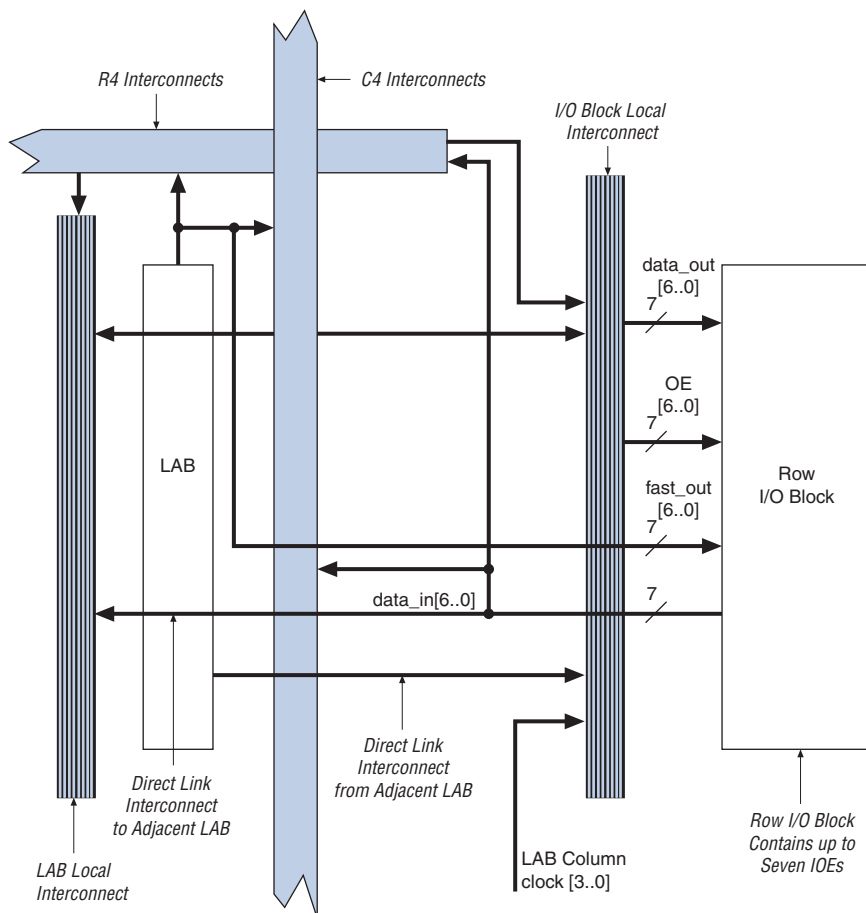 R4 Interconnects
C4 Interconnects
I/O Block Local
Interconnect
data_out
[6..0]
7
OE
[6..0]
7
LAB
Row
I/O Block
fast_out
[6..0]
7
data_in[6..0]
7
Direct Link
Interconnect
to Adjacent LAB
Direct Link
Interconnect
from Adjacent LAB
Row I/O Block
Contains up to
Seven IOEs
LAB Local
Interconnect
LAB Column
clock [3..0]